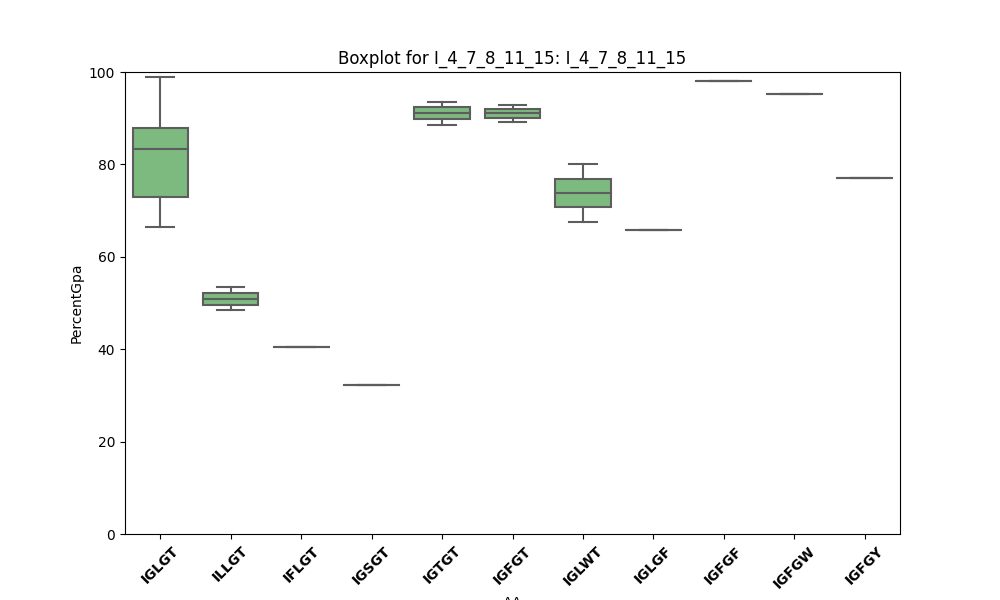 Boxplot for I_4_7_8_11_15: I_4_7_8_11_15
100
80
60
40
20
0
PercentGpa
IGLGT
ILLGT
IFLGT
IGSGT
IGTGT
IGFGT
IGLWT
IGLGF
IGFGF
IGFGW
IGFGY